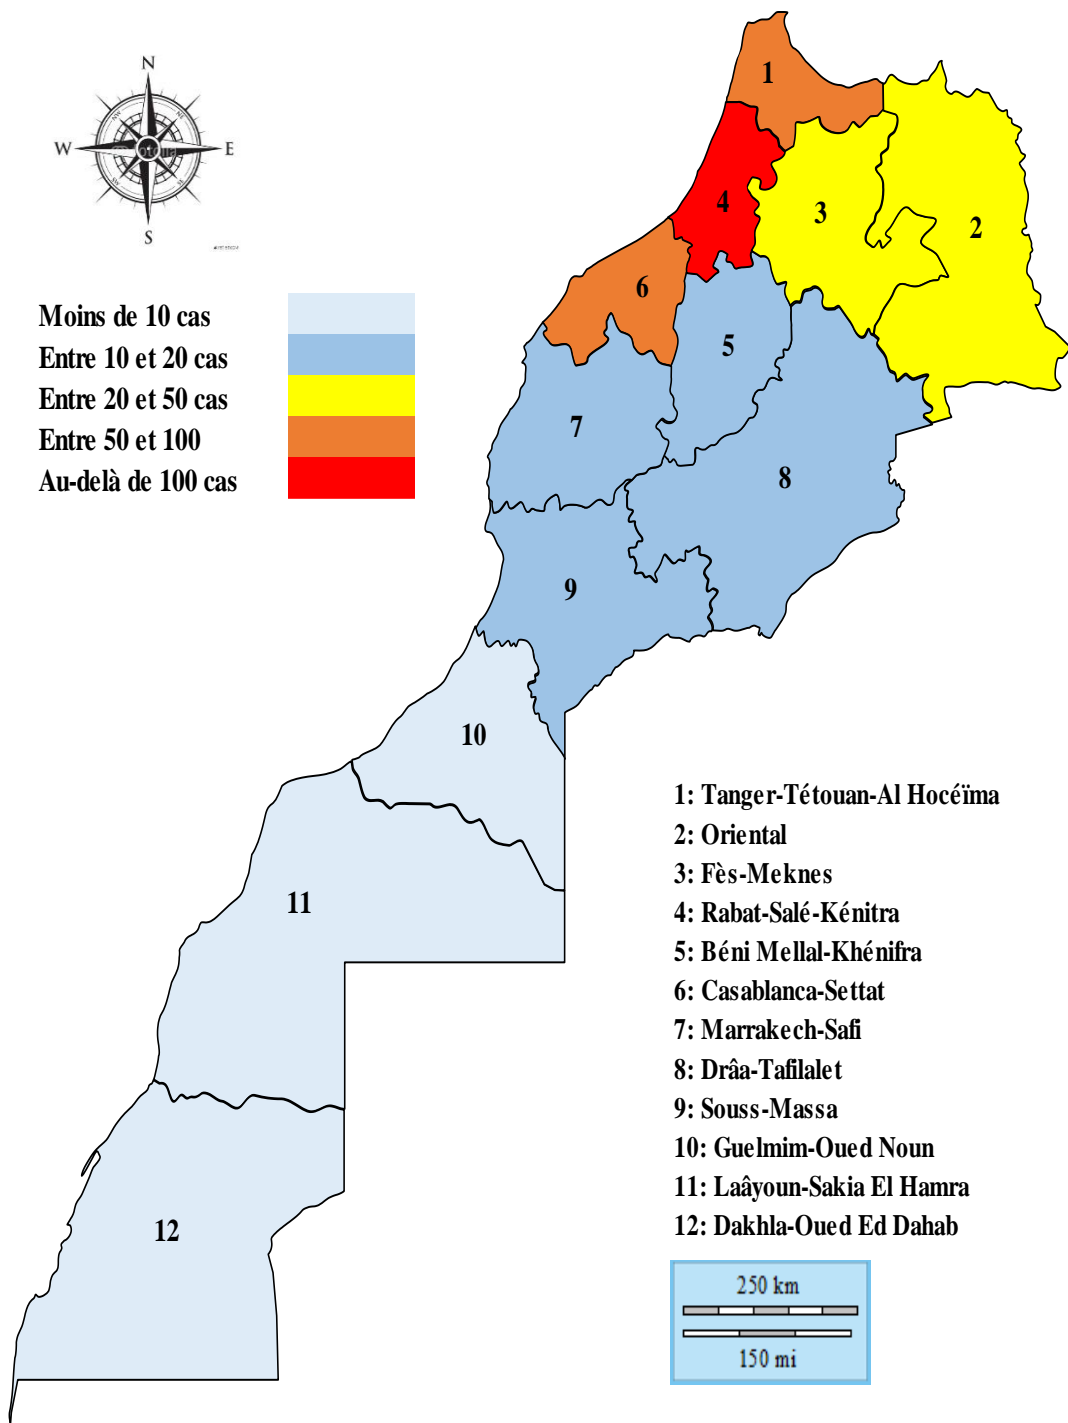 N
W
E
S
Moins de 10 cas
Entre 10 et 20 cas
Entre 20 et 50 cas
Entre 50 et 100
Au-delà de 100 cas
1
2
3
4
5
6
7
8
9
10
11
12
1: Tanger-Tétouan-Al Hocéïma
2: Oriental
3: Fès-Meknes
4: Rabat-Salé-Kénitra
5: Béni Mellal-Khénifra
6: Casablanca-Settat
7: Marrakech-Safi
8: Drâa-Tafilalet
9: Souss-Massa
10: Guelmim-Oued Noun
11: Laâyoun-Sakia El Hamra
12: Dakhla-Oued Ed Dahab
250 km
150 mi